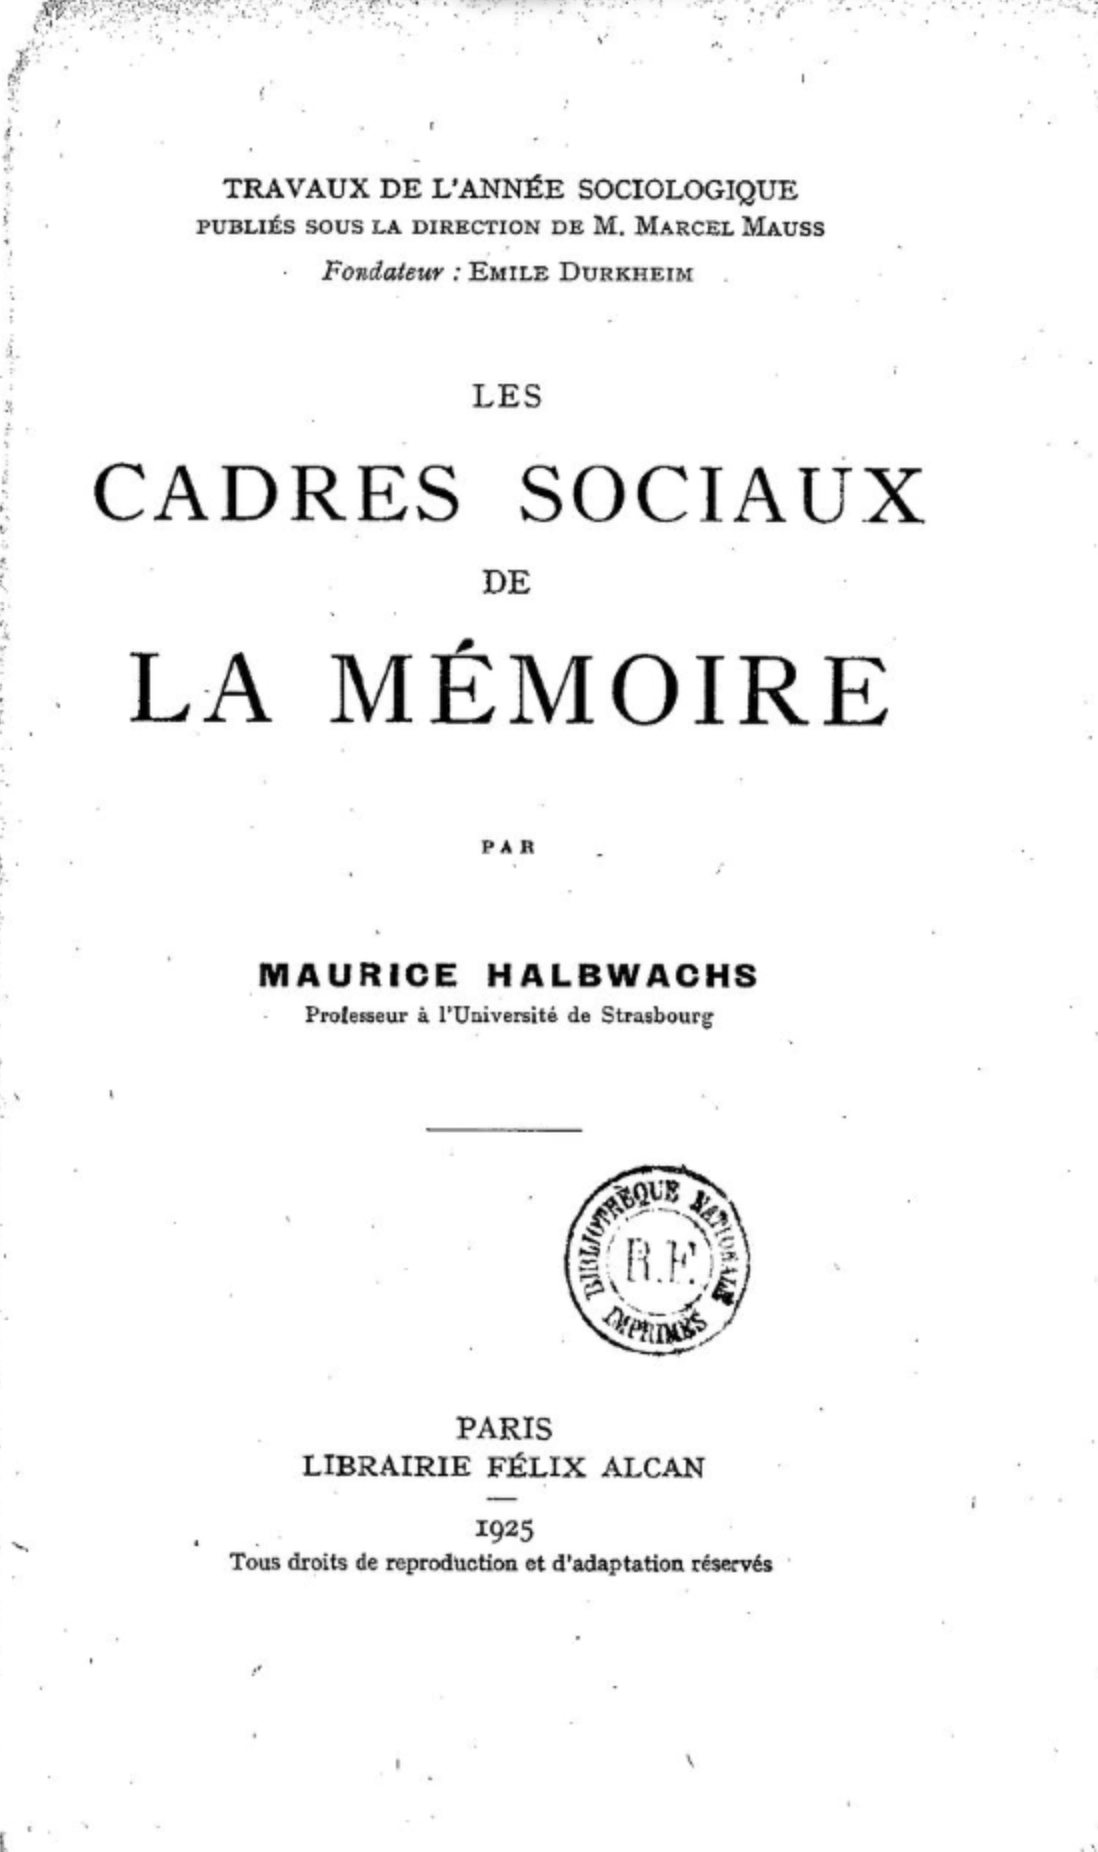 TRAVAUX DE L'ANNÉE SOCIOLOGIQUE
PUBLIÉS SOUS LA DIRECTION DE M. MARCEL MAUSS
Fondateur : EMILE DURKHEIM
LES
CADRES SOCIAUX
DE
LA MÉMOIRE
PAR
MAURICE HALBWACHS
Professeur à l'Université de Strasbourg
BIBLIOTHÈQUE NATIONALE
R.F.
IMPRIMÉS
PARIS
LIBRAIRIE FÉLIX ALCAN
1925
Tous droits de reproduction et d'adaptation réservés